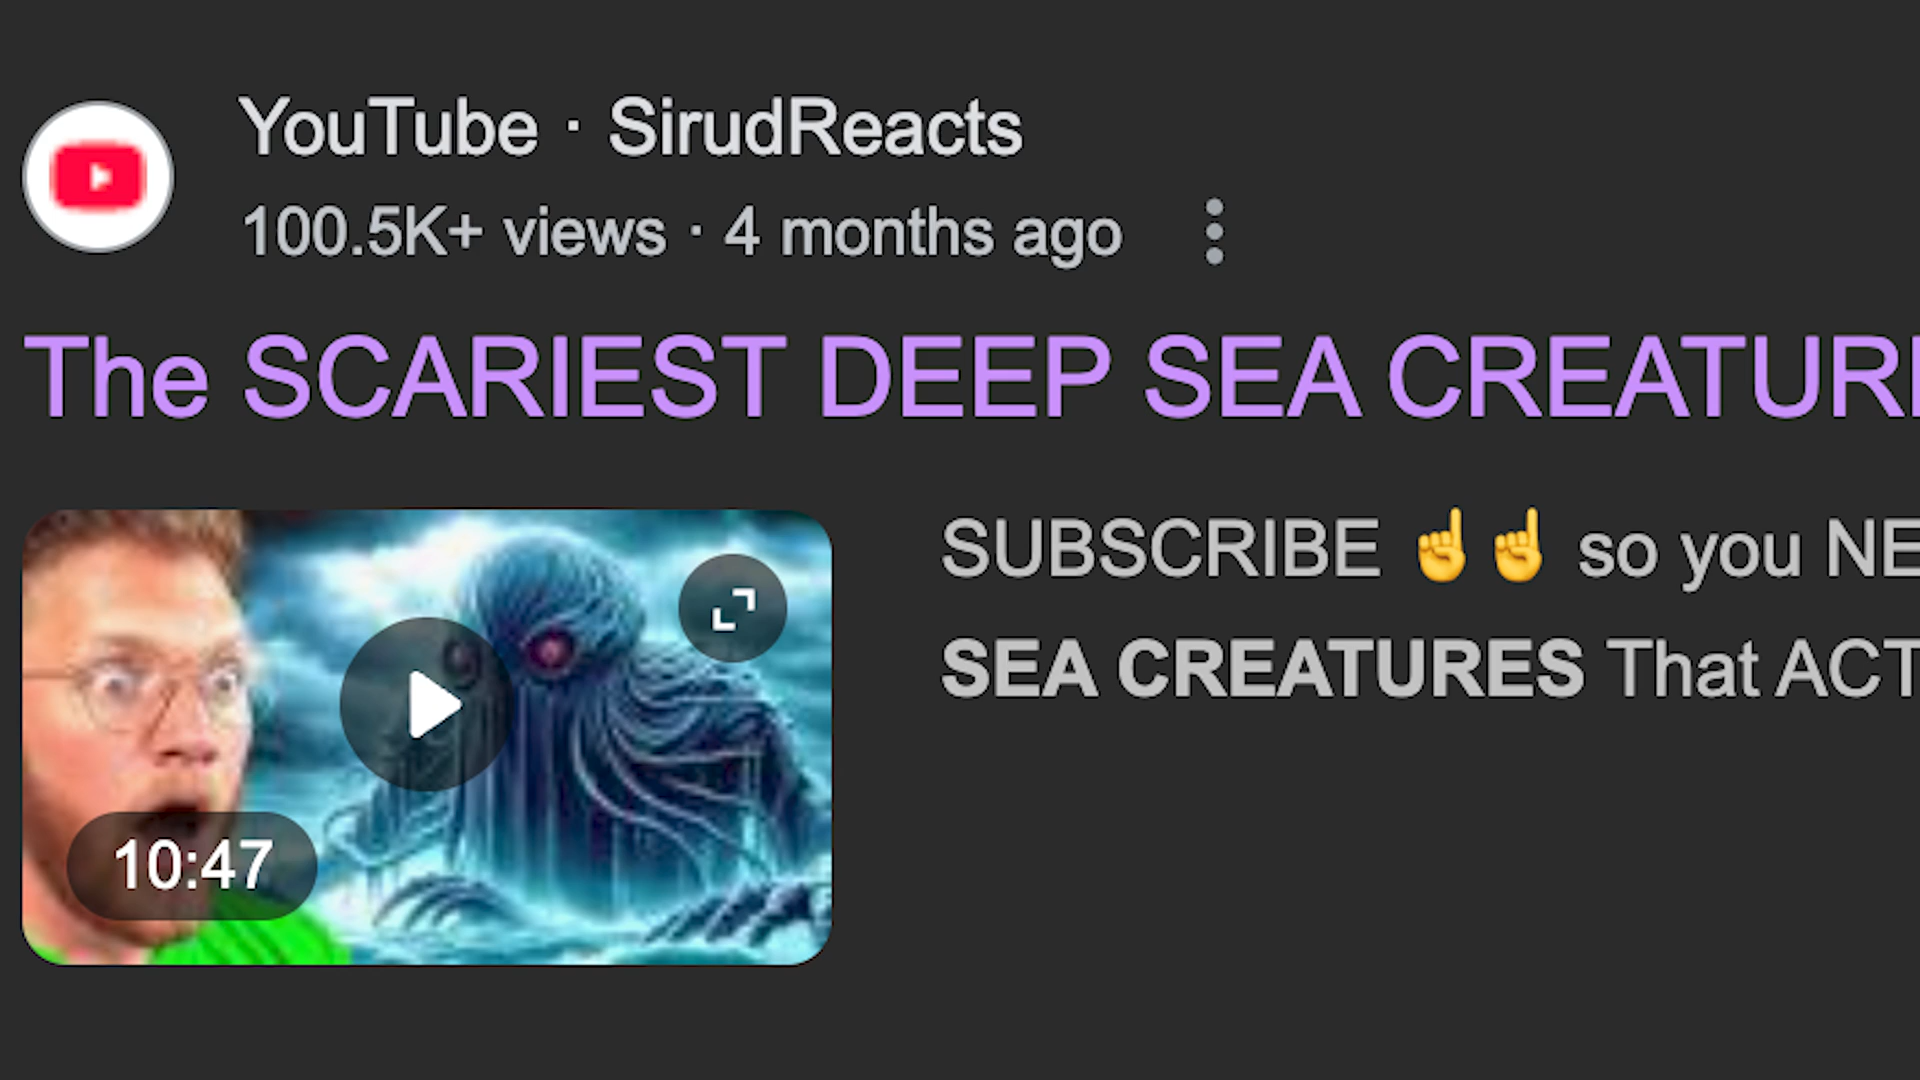 YouTube · SirudReacts
100.5K+ views · 4 months ago
The SCARIEST DEEP SEA CREATUR
SUBSCRIBE ☝️☝️ so you NE
SEA CREATURES That ACT
10:47